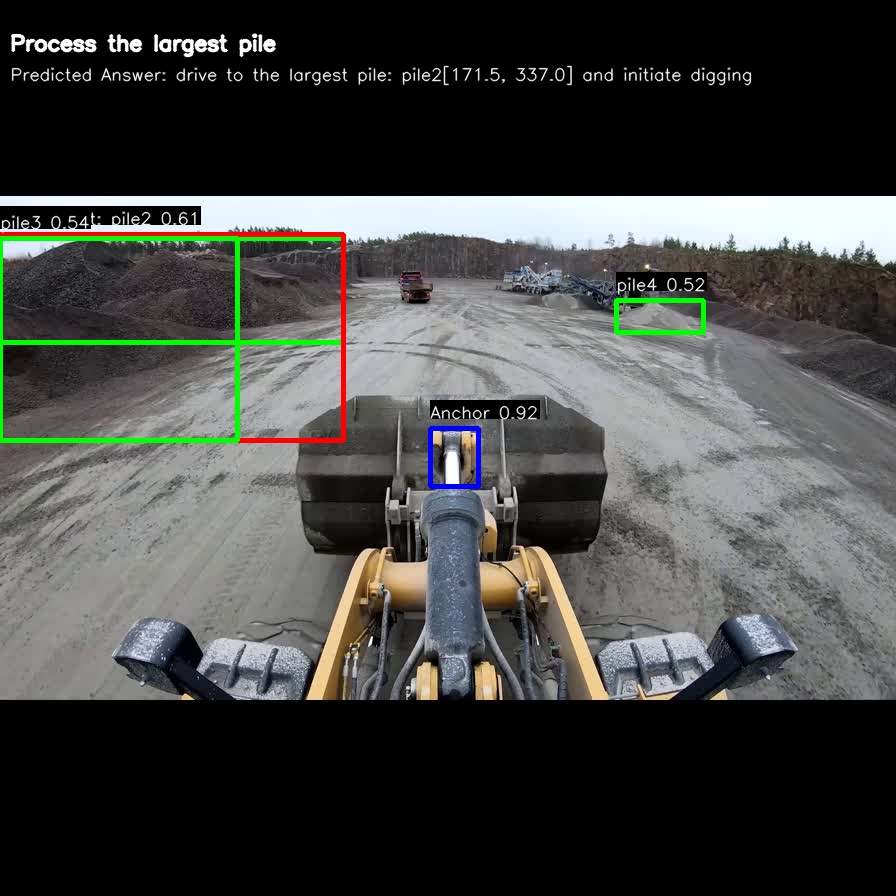 Process the largest pile
Predicted Answer: drive to the largest pile: pile2[171.5, 337.0] and initiate digging
pile3 0.54t: pile2 0.61
pile4 0.52
Anchor 0.92